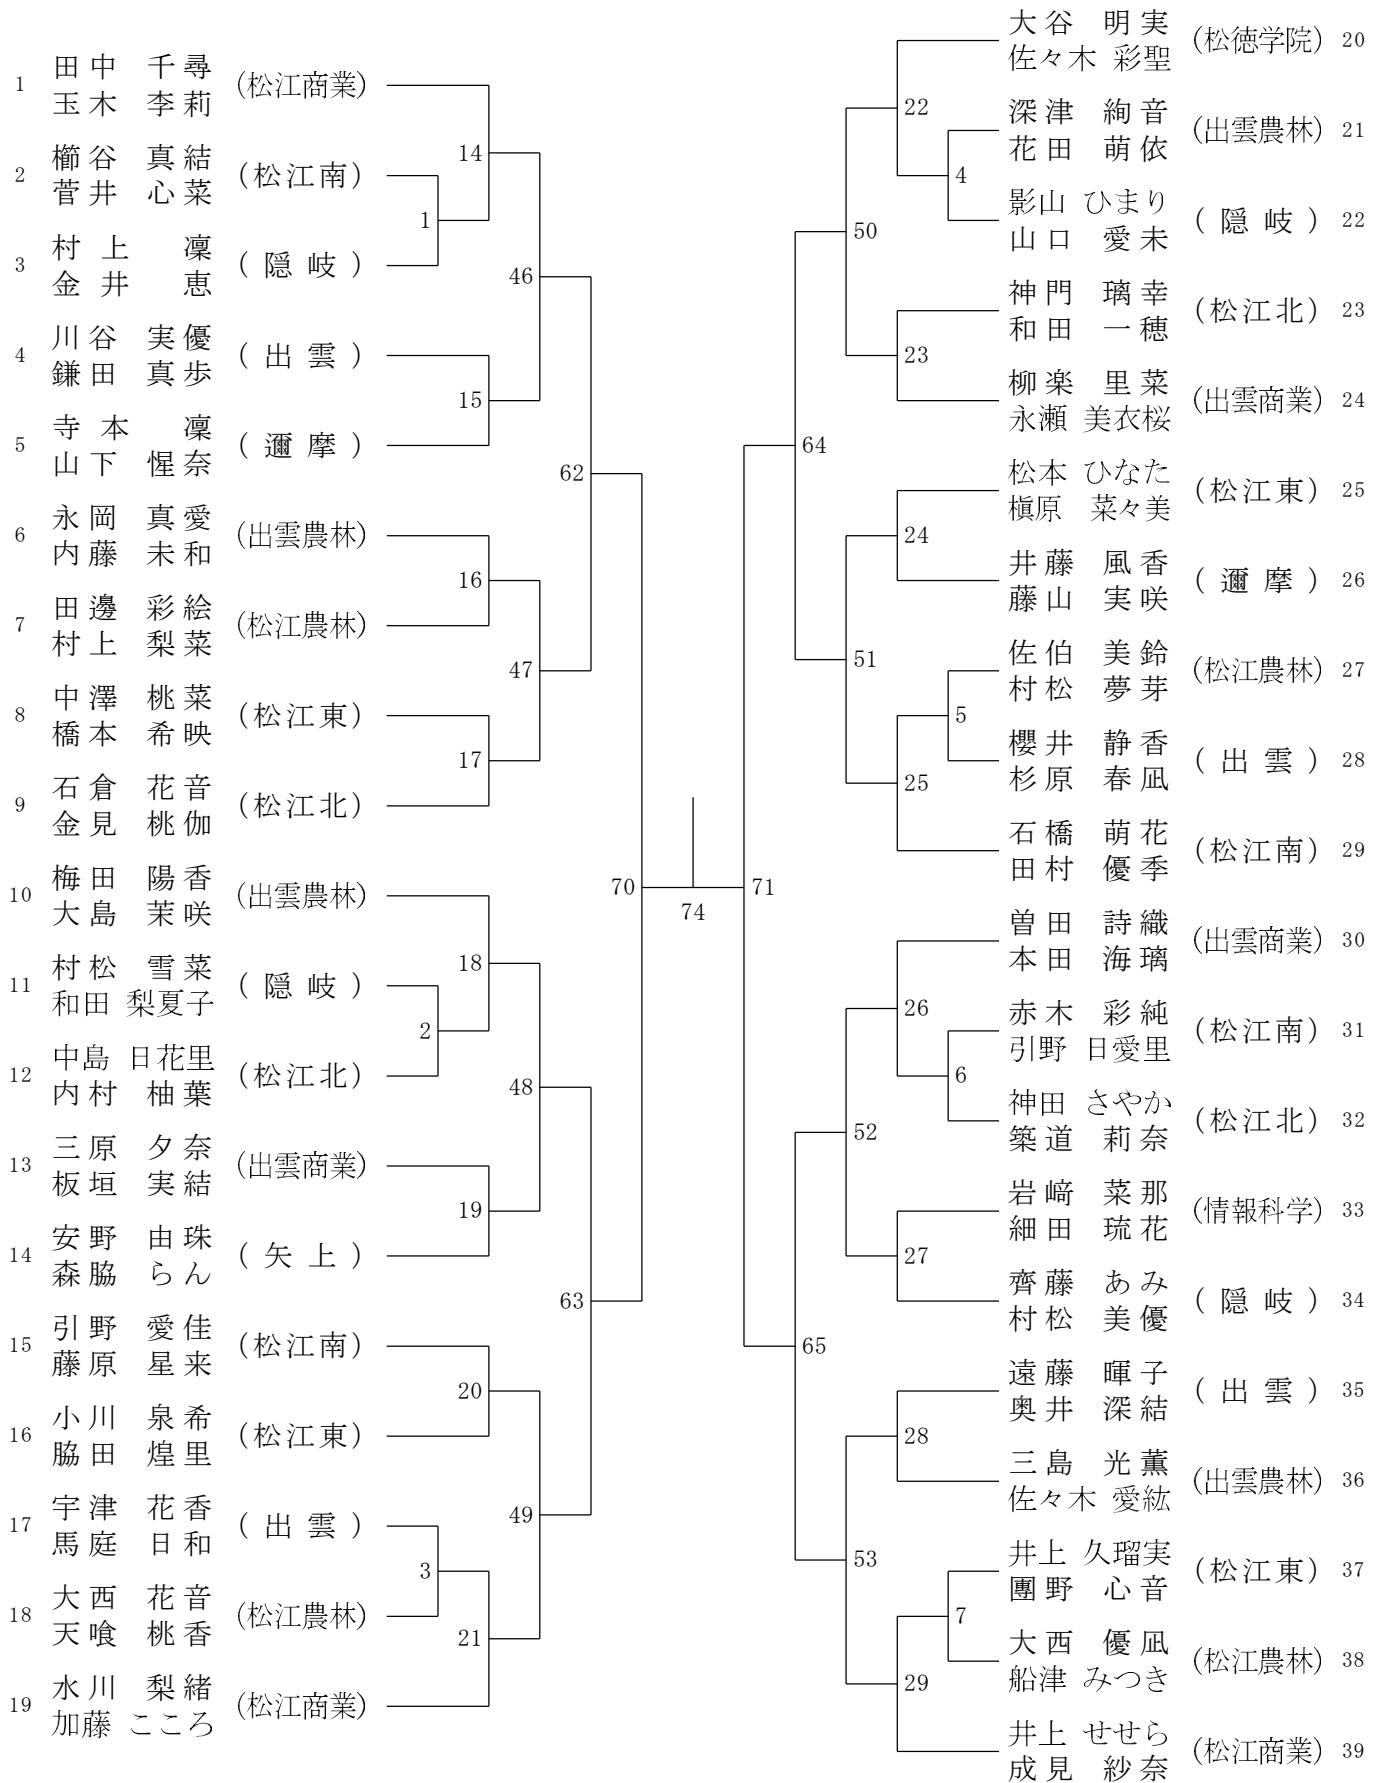 1 田中 千尋 (松江商業)
玉木 李莉
2 櫛谷 真結 (松江南)
菅井 心菜
3 村上 凜 (隠岐)
金井 恵
4 川谷 実優 (出雲)
鎌田 真歩
5 寺本 凜 (邇摩)
山下 惺奈
6 永岡 真愛 (出雲農林)
内藤 未和
7 田邊 彩絵 (松江農林)
村上 梨菜
8 中澤 桃菜 (松江東)
橋本 希映
9 石倉 花音 (松江北)
金見 桃伽
10 梅田 陽香 (出雲農林)
大島 茉咲
11 村松 雪菜 (隠岐)
和田 梨夏子
12 中島 日花里 (松江北)
内村 柚葉
13 三原 夕奈 (出雲商業)
板垣 実結
14 安野 由珠 (矢上)
森脇 らん
15 引野 愛佳 (松江南)
藤原 星来
16 小川 泉希 (松江東)
脇田 煌里
17 宇津 花香 (出雲)
馬庭 日和
18 大西 花音 (松江農林)
天喰 桃香
19 水川 梨緒 (松江商業)
加藤 こころ
1
2
3
14
15
16
17
18
19
20
21
46
47
48
49
62
63
70
74
71
64
65
50
51
52
53
22
23
24
25
26
27
28
29
4
5
6
7
大谷 明実 (松徳学院) 20
佐々木 彩聖
深津 絢音 (出雲農林) 21
花田 萌依
影山 ひまり (隠岐) 22
山口 愛未
神門 璃幸 (松江北) 23
和田 一穂
柳楽 里菜 (出雲商業) 24
永瀬 美衣桜
松本 ひなた (松江東) 25
槇原 菜々美
井藤 風香 (邇摩) 26
藤山 実咲
佐伯 美鈴 (松江農林) 27
村松 夢芽
櫻井 静香 (出雲) 28
杉原 春凪
石橋 萌花 (松江南) 29
田村 優季
曽田 詩織 (出雲商業) 30
本田 海璃
赤木 彩純 (松江南) 31
引野 日愛里
神田 さやか (松江北) 32
築道 莉奈
岩﨑 菜那 (情報科学) 33
細田 琉花
齊藤 あみ (隠岐) 34
村松 美優
遠藤 暉子 (出雲) 35
奥井 深結
三島 光薫 (出雲農林) 36
佐々木 愛紘
井上 久瑠実 (松江東) 37
團野 心音
大西 優凪 (松江農林) 38
船津 みつき
井上 せせら (松江商業) 39
成見 紗奈